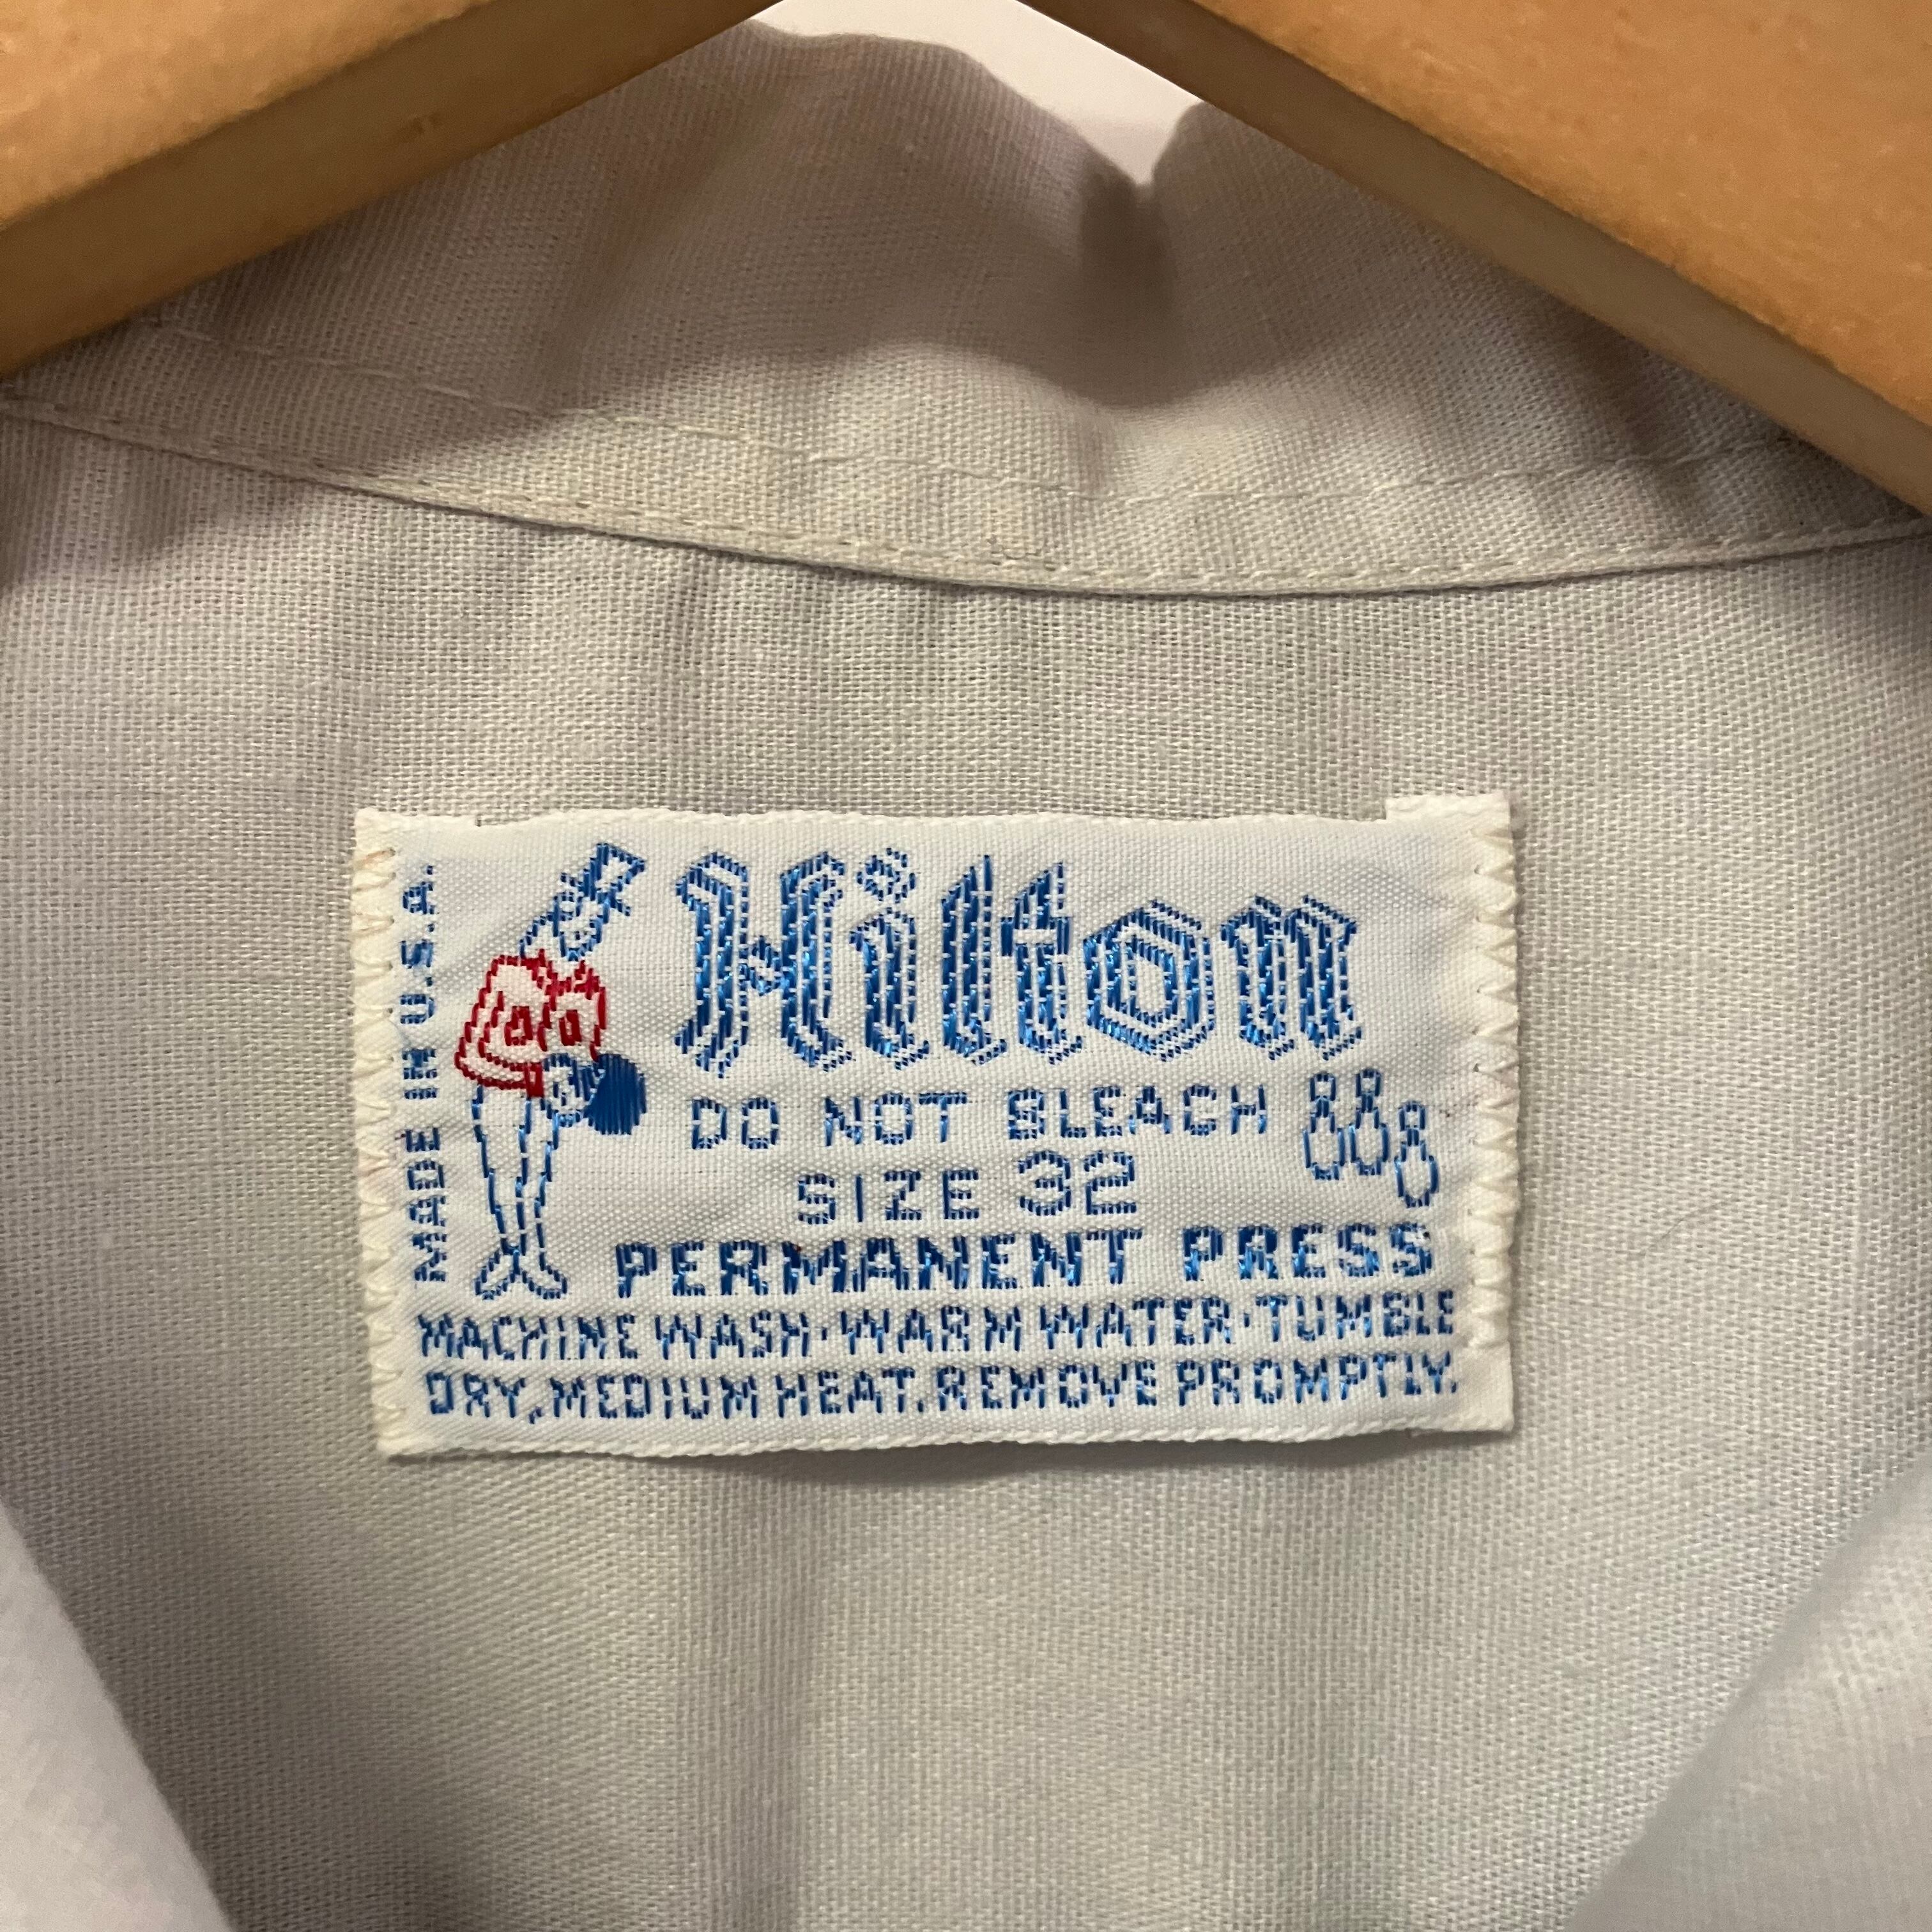 MADE IN U.S.A.
Hilton
DO NOT BLEACH
SIZE 32
PERMANENT PRESS
MACHINE WASH·WARM WATER·TUMBLE
DRY, MEDIUM HEAT. REMOVE PROMPTLY.